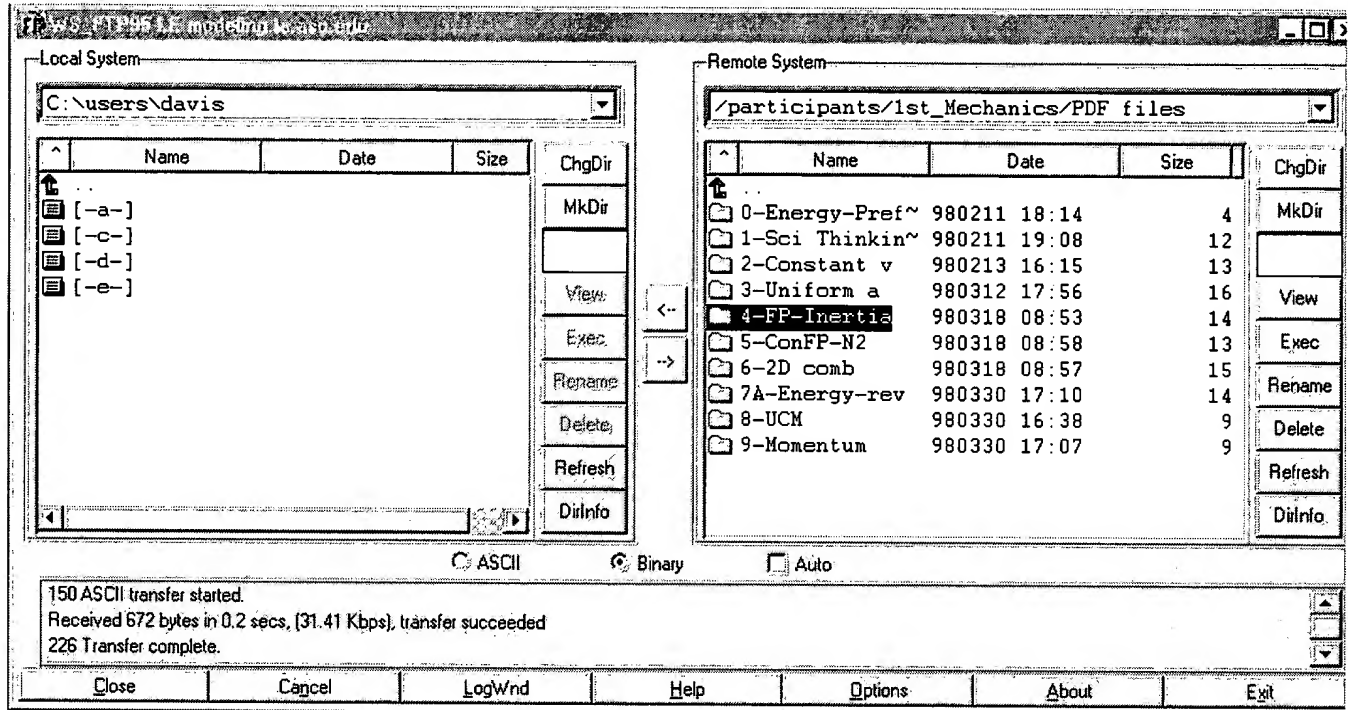 WS_FTP95 LE modeling.la.asu.edu
Local System
C:\users\davis
^ Name Date Size
..
[-a-]
[-c-]
[-d-]
[-e-]
ChgDir
MkDir
View
Exec
Rename
Delete
Refresh
DirInfo
<--
-->
Remote System
/participants/1st_Mechanics/PDF files
^ Name Date Size
..
0-Energy-Pref~ 980211 18:14 4
1-Sci Thinkin~ 980211 19:08 12
2-Constant v 980213 16:15 13
3-Uniform a 980312 17:56 16
4-FP-Inertia 980318 08:53 14
5-ConFP-N2 980318 08:58 13
6-2D comb 980318 08:57 15
7A-Energy-rev 980330 17:10 14
8-UCM 980330 16:38 9
9-Momentum 980330 17:07 9
ChgDir
MkDir
View
Exec
Rename
Delete
Refresh
DirInfo
ASCII Binary Auto
150 ASCII transfer started.
Received 672 bytes in 0.2 secs, (31.41 Kbps), transfer succeeded
226 Transfer complete.
Close Cancel LogWnd Help Options About Exit